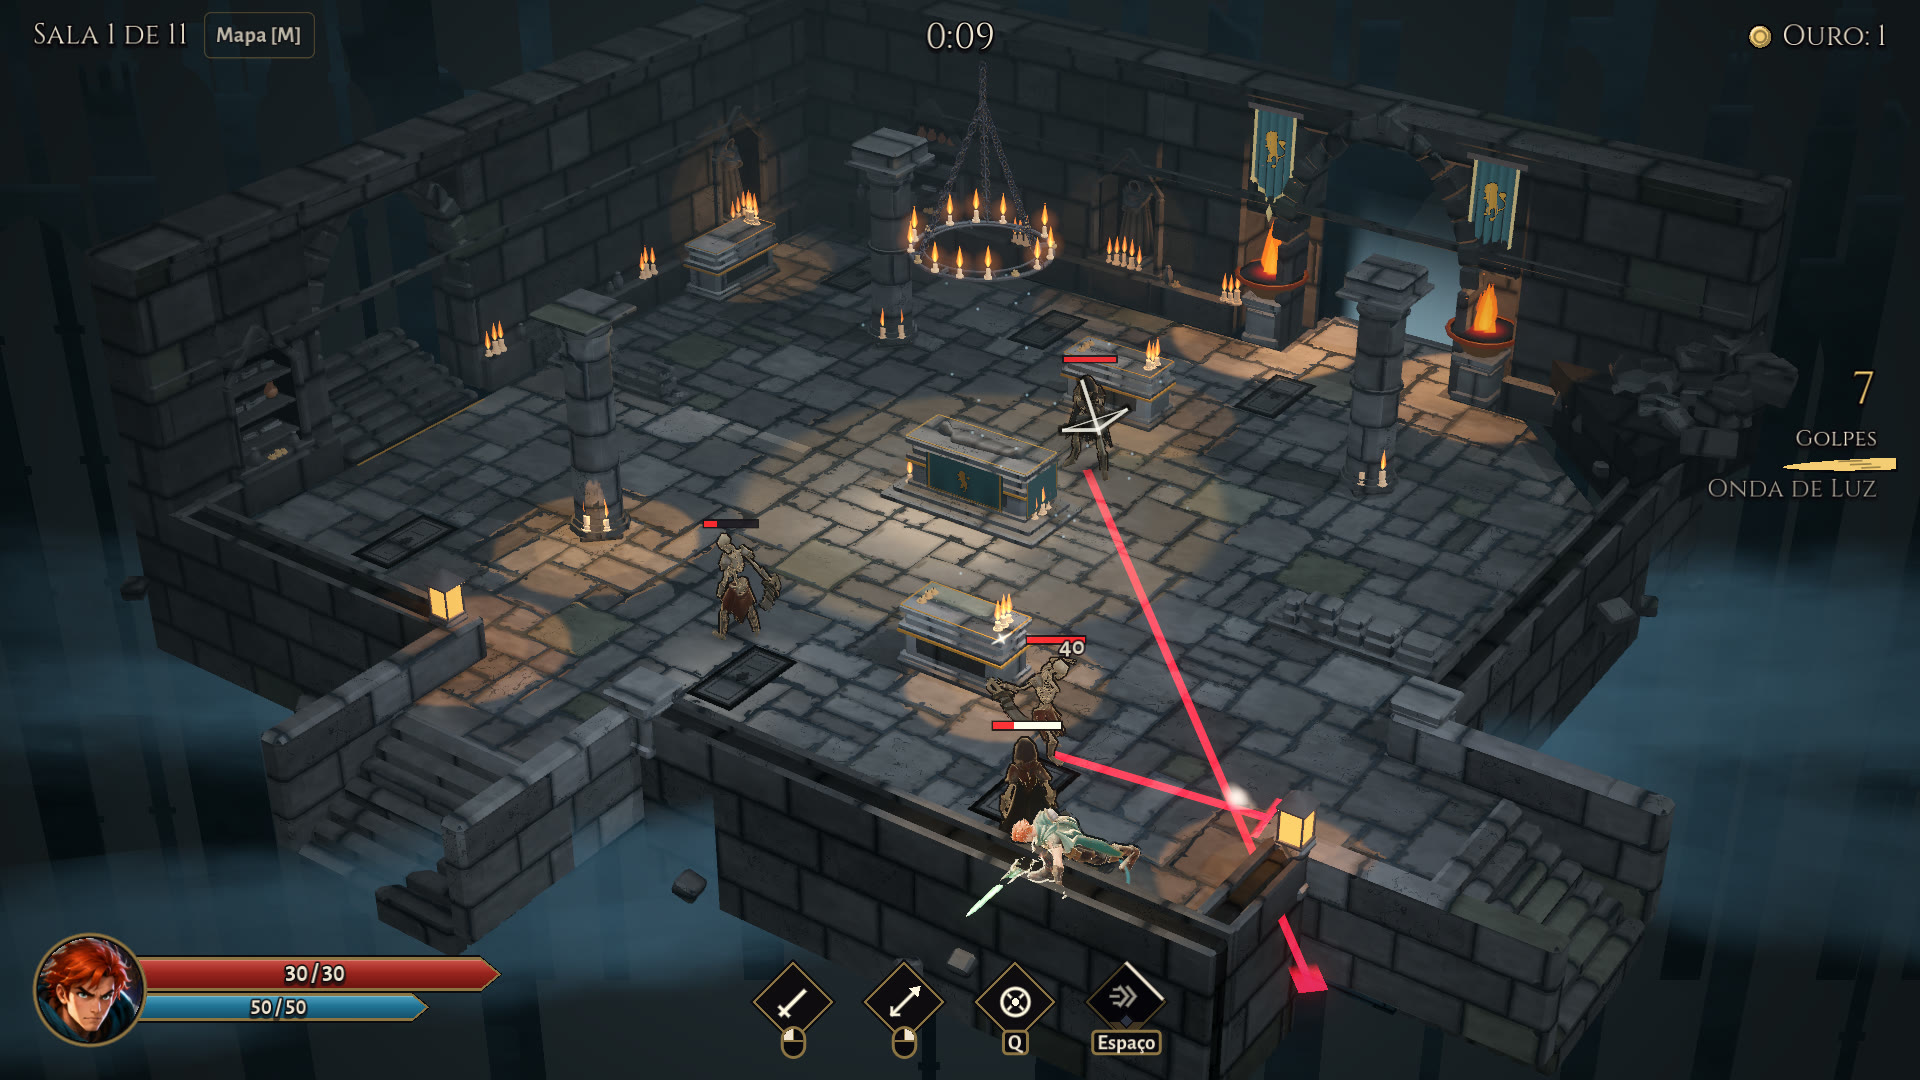 SALA 1 DE 11
Mapa [M]
0:09
OURO: 1
7
GOLPES
ONDA DE LUZ
40
30/30
50/50
Q
Espaço